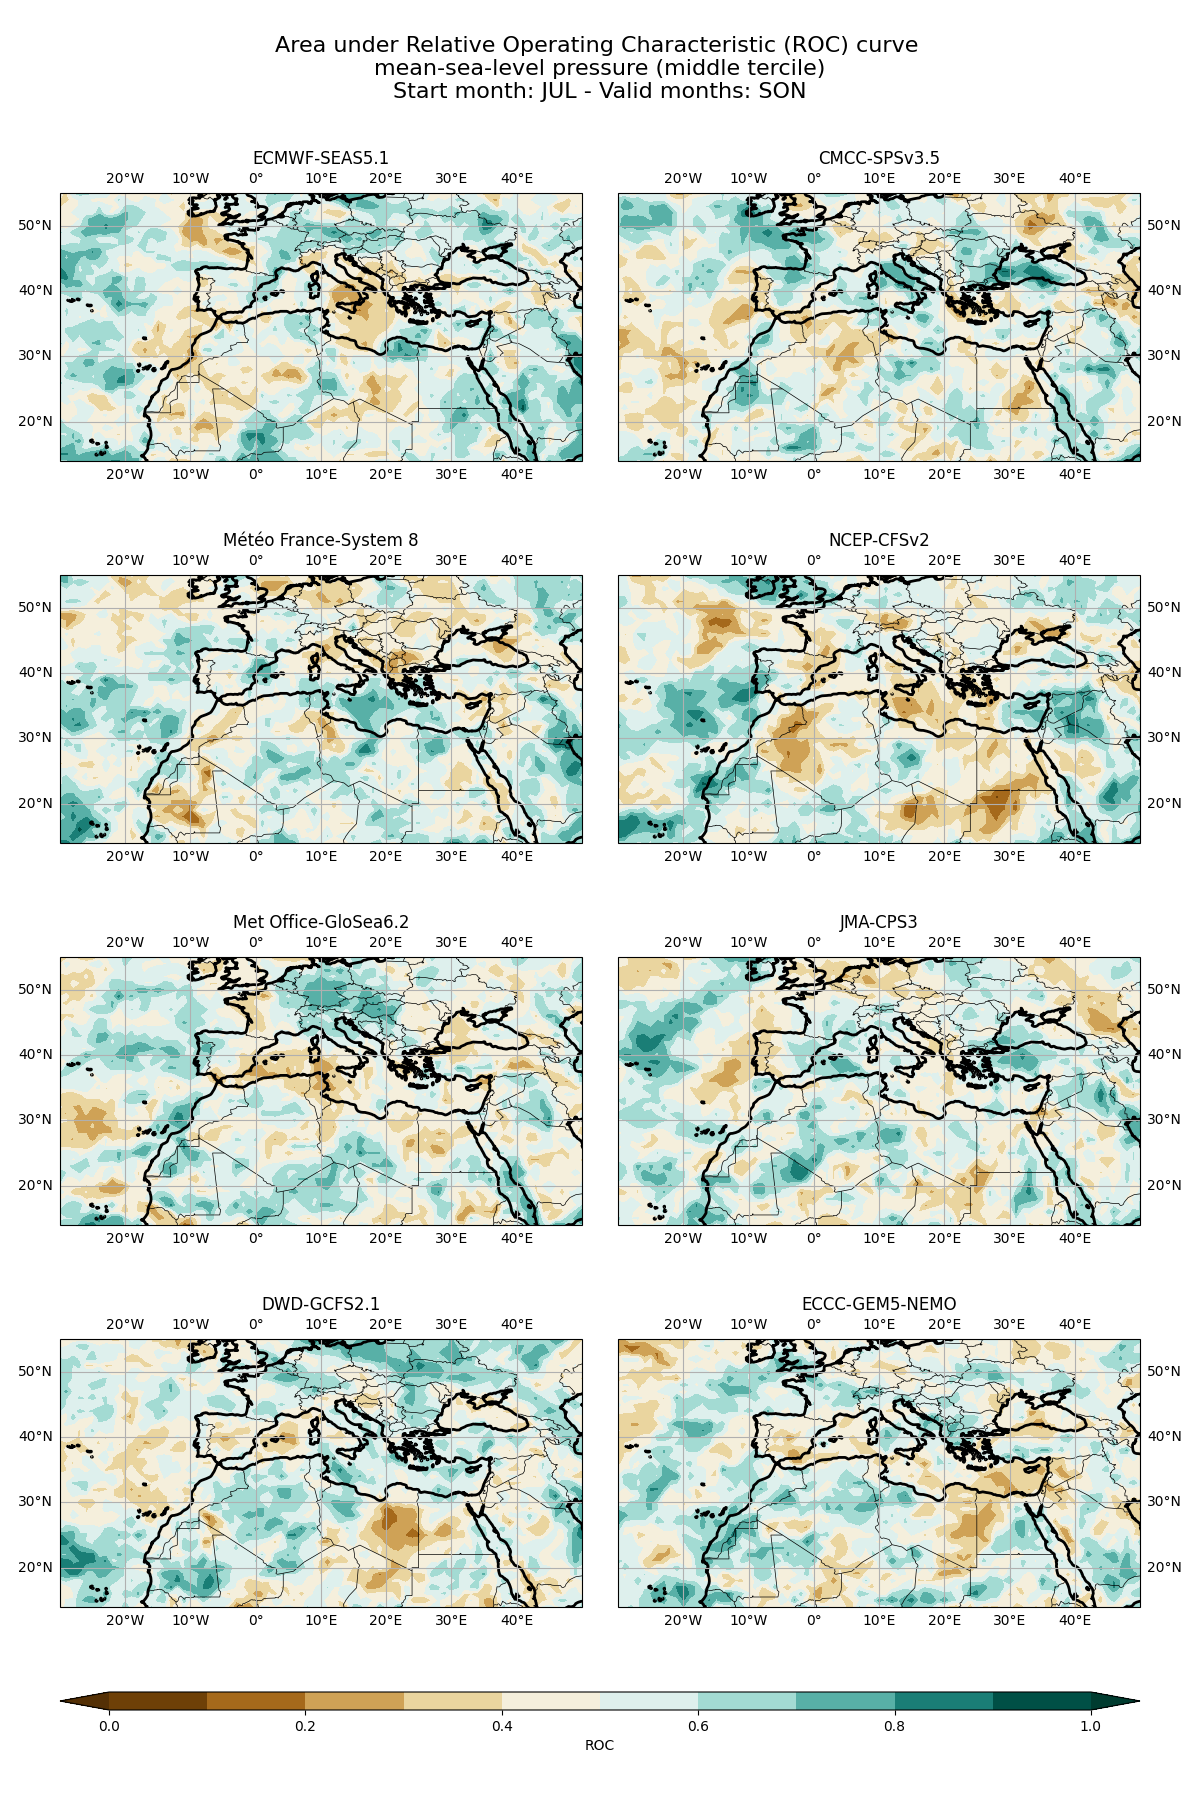 Area under Relative Operating Characteristic (ROC) curve
mean-sea-level pressure (middle tercile)
Start month: JUL - Valid months: SON
ECMWF-SEAS5.1
20°W 10°W 0° 10°E 20°E 30°E 40°E
50°N
40°N
30°N
20°N
20°W 10°W 0° 10°E 20°E 30°E 40°E
CMCC-SPSv3.5
20°W 10°W 0° 10°E 20°E 30°E 40°E
50°N
40°N
30°N
20°N
20°W 10°W 0° 10°E 20°E 30°E 40°E
Météo France-System 8
20°W 10°W 0° 10°E 20°E 30°E 40°E
50°N
40°N
30°N
20°N
20°W 10°W 0° 10°E 20°E 30°E 40°E
NCEP-CFSv2
20°W 10°W 0° 10°E 20°E 30°E 40°E
50°N
40°N
30°N
20°N
20°W 10°W 0° 10°E 20°E 30°E 40°E
Met Office-GloSea6.2
20°W 10°W 0° 10°E 20°E 30°E 40°E
50°N
40°N
30°N
20°N
20°W 10°W 0° 10°E 20°E 30°E 40°E
JMA-CPS3
20°W 10°W 0° 10°E 20°E 30°E 40°E
50°N
40°N
30°N
20°N
20°W 10°W 0° 10°E 20°E 30°E 40°E
DWD-GCFS2.1
20°W 10°W 0° 10°E 20°E 30°E 40°E
50°N
40°N
30°N
20°N
20°W 10°W 0° 10°E 20°E 30°E 40°E
ECCC-GEM5-NEMO
20°W 10°W 0° 10°E 20°E 30°E 40°E
50°N
40°N
30°N
20°N
20°W 10°W 0° 10°E 20°E 30°E 40°E
0.0 0.2 0.4 0.6 0.8 1.0
ROC